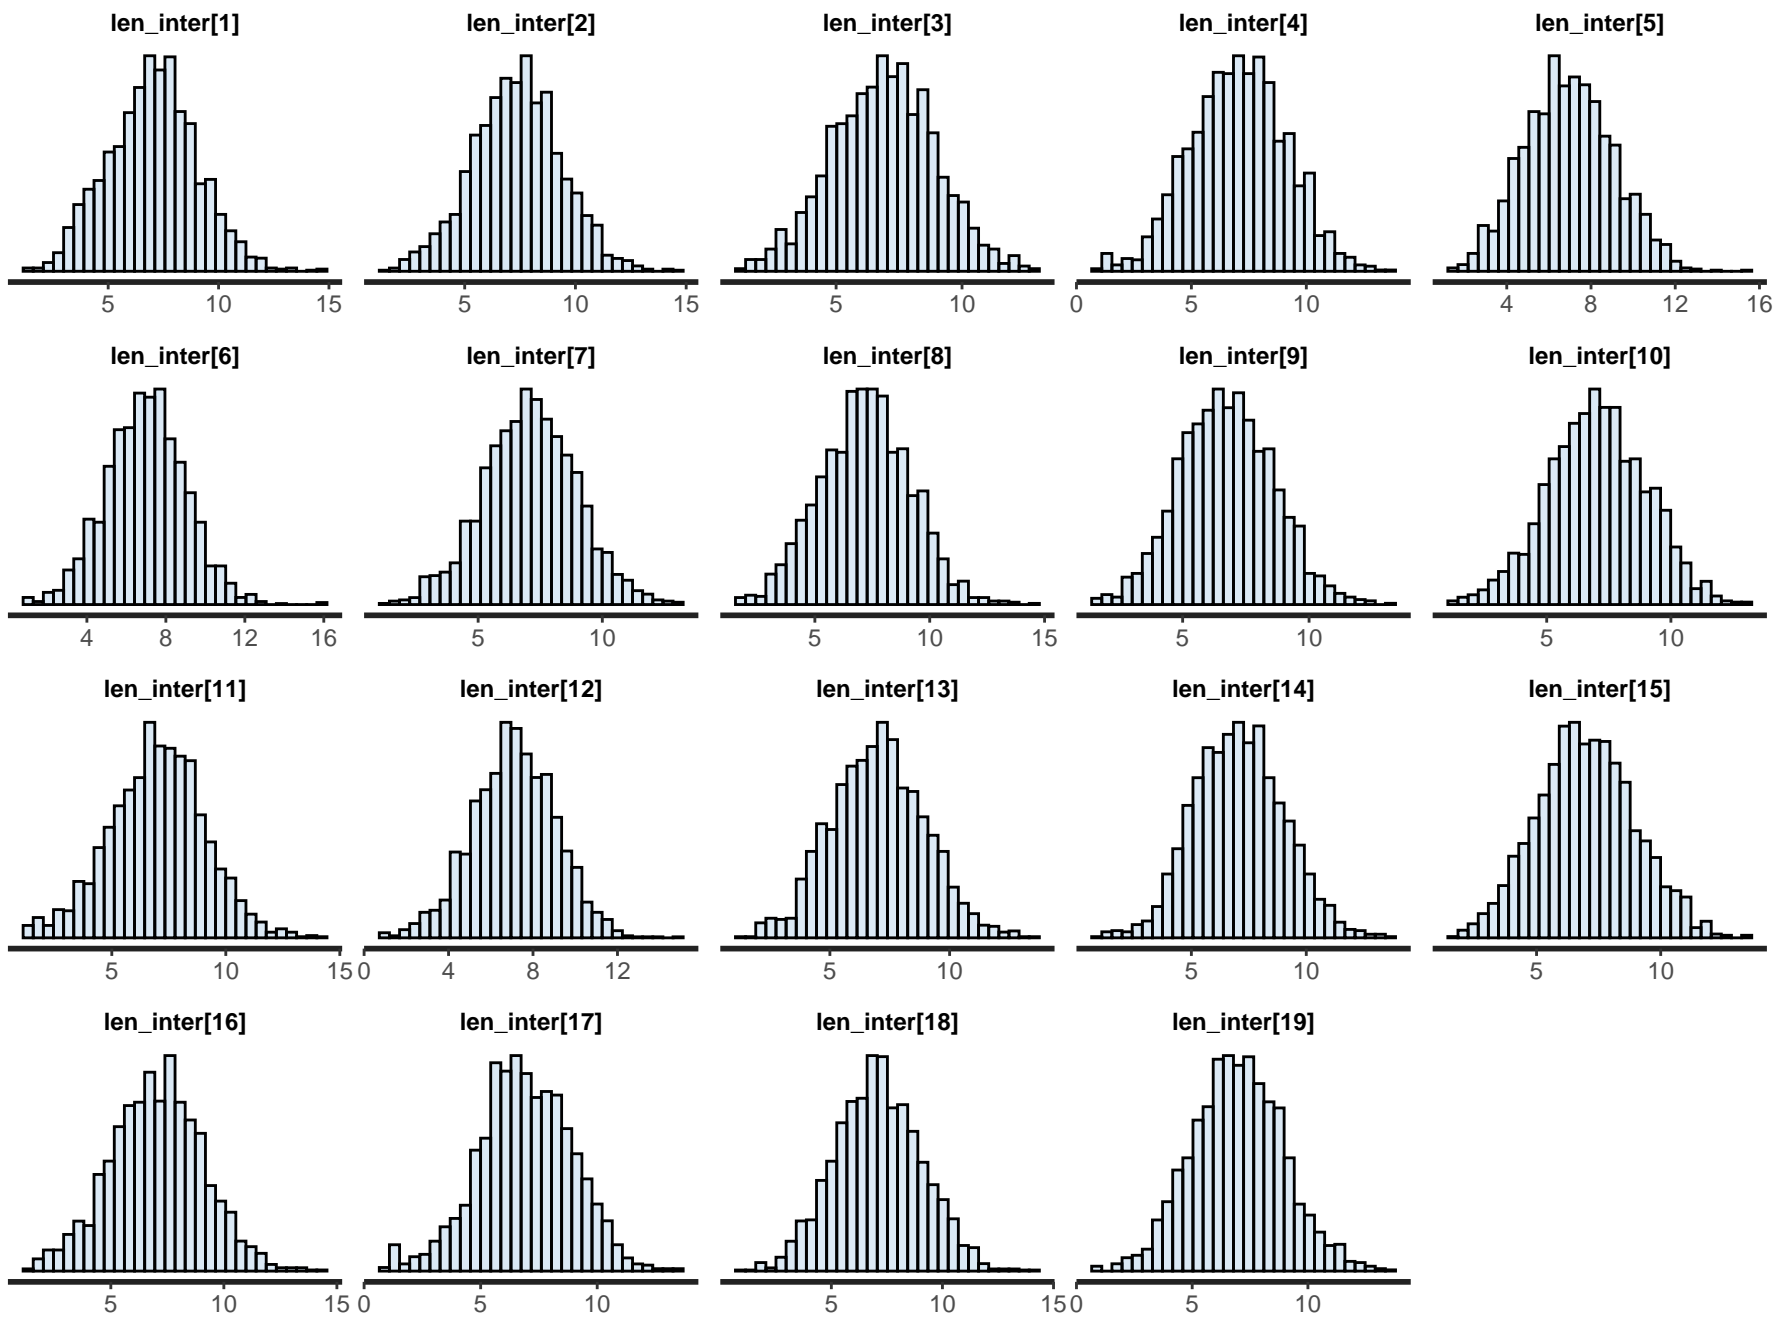 len_inter[1] len_inter[2] len_inter[3] len_inter[4] len_inter[5]
5 10 15 5 10 15 5 10 0 5 10 4 8 12 16
len_inter[6] len_inter[7] len_inter[8] len_inter[9] len_inter[10]
4 8 12 16 5 10 5 10 15 5 10 5 10
len_inter[11] len_inter[12] len_inter[13] len_inter[14] len_inter[15]
5 10 15 0 4 8 12 5 10 5 10 5 10
len_inter[16] len_inter[17] len_inter[18] len_inter[19]
5 10 15 0 5 10 5 10 15 0 5 10